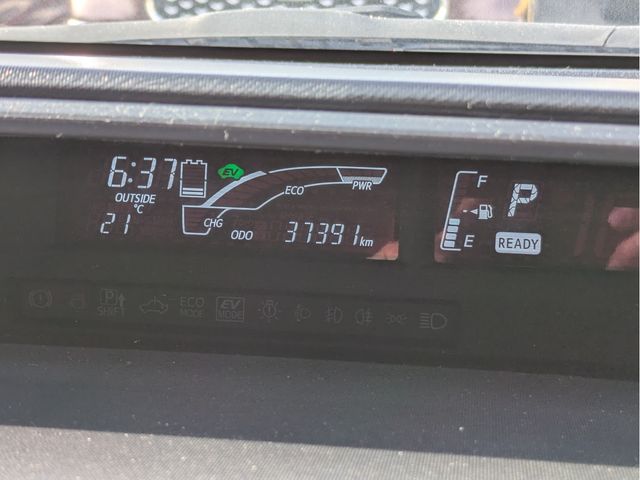 6:37
EV
PWR
ECO
OUTSIDE
°C
21
CHG
ODO 37391 km
F
E
P
READY
P
SHIFT
ECO
MODE
EV
MODE